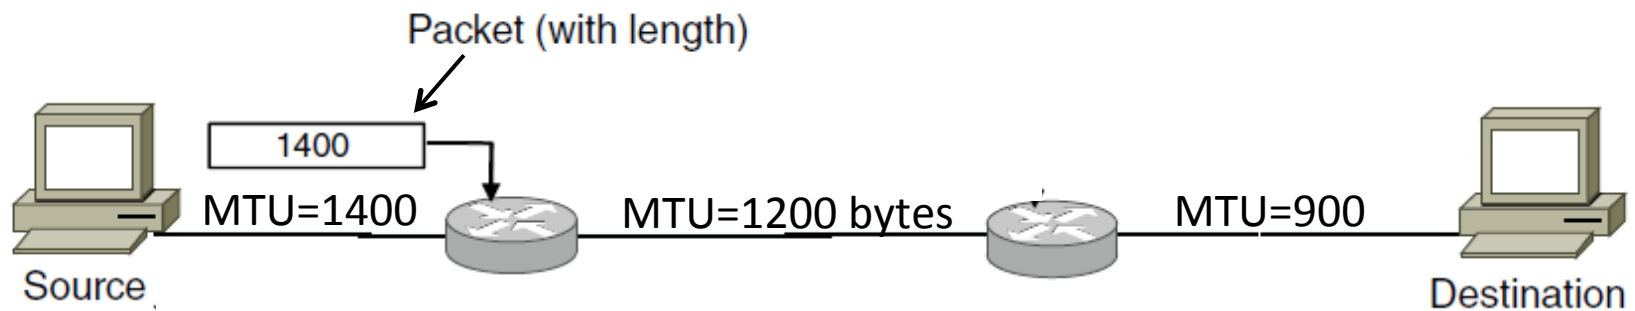 Packet (with length)
1400
MTU=1400
MTU=1200 bytes
MTU=900
Source
Destination